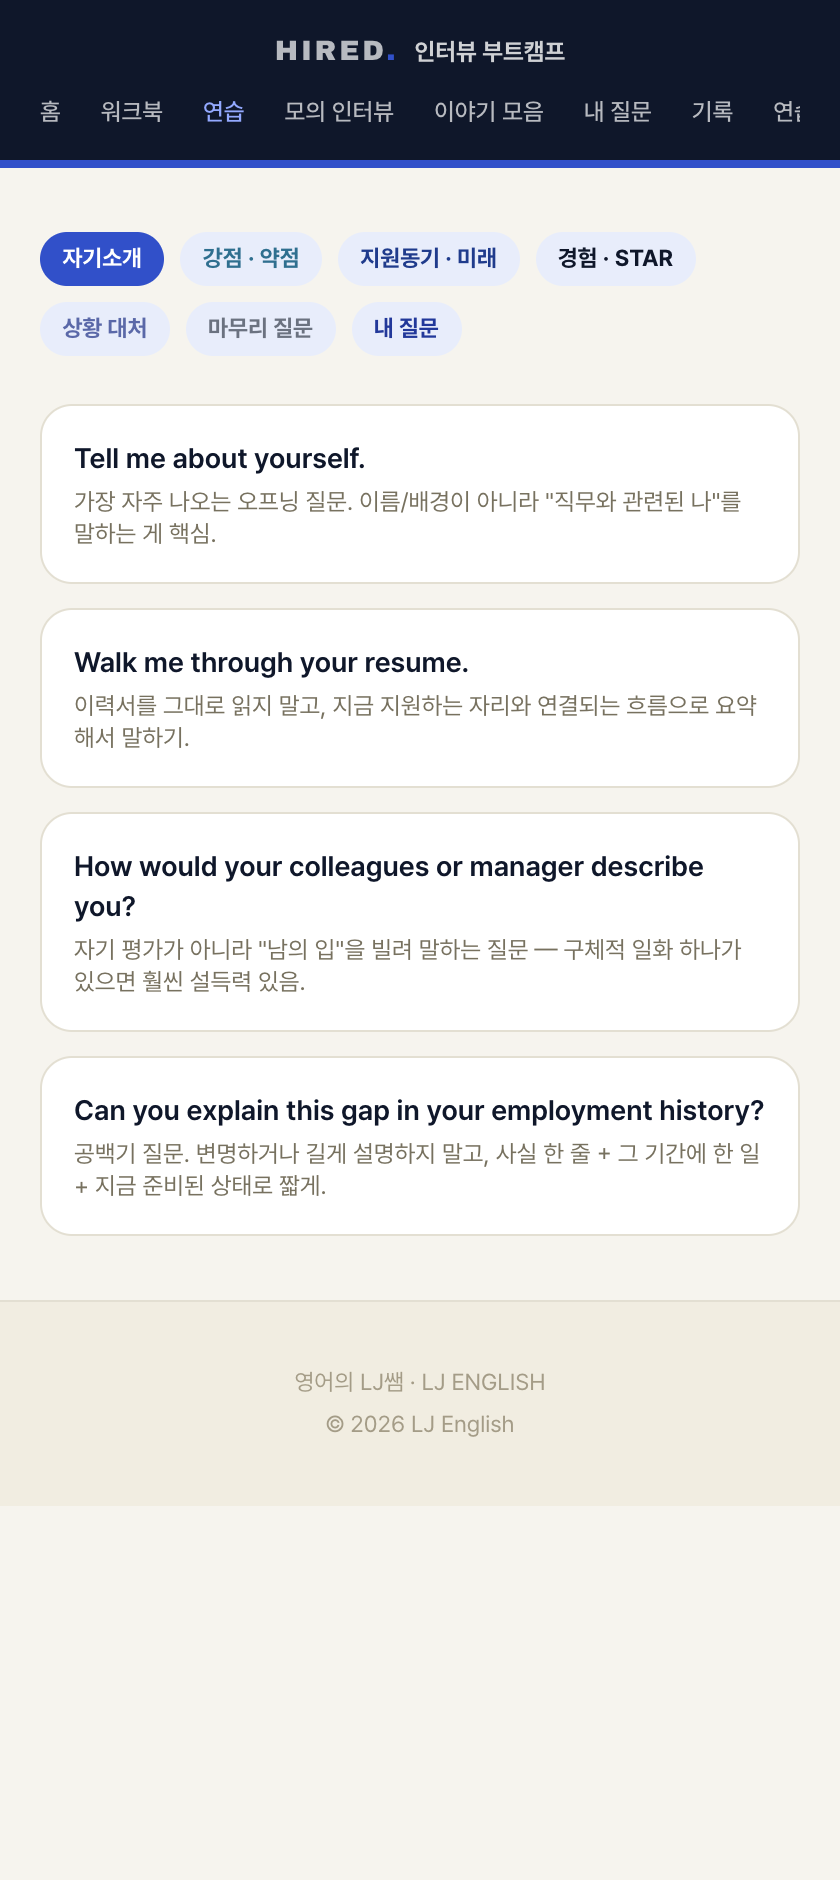 HIRED. 인터뷰 부트캠프
홈 워크북 연습 모의 인터뷰 이야기 모음 내 질문 기록
자기소개 강점 · 약점 지원동기 · 미래 경험 · STAR
상황 대처 마무리 질문 내 질문
Tell me about yourself.
가장 자주 나오는 오프닝 질문. 이름/배경이 아니라 "직무와 관련된 나"를
말하는 게 핵심.
Walk me through your resume.
이력서를 그대로 읽지 말고, 지금 지원하는 자리와 연결되는 흐름으로 요약
해서 말하기.
How would your colleagues or manager describe
you?
자기 평가가 아니라 "남의 입"을 빌려 말하는 질문 — 구체적 일화 하나가
있으면 훨씬 설득력 있음.
Can you explain this gap in your employment history?
공백기 질문. 변명하거나 길게 설명하지 말고, 사실 한 줄 + 그 기간에 한 일
+ 지금 준비된 상태로 짧게.
영어의 LJ쌤 · LJ ENGLISH
© 2026 LJ English